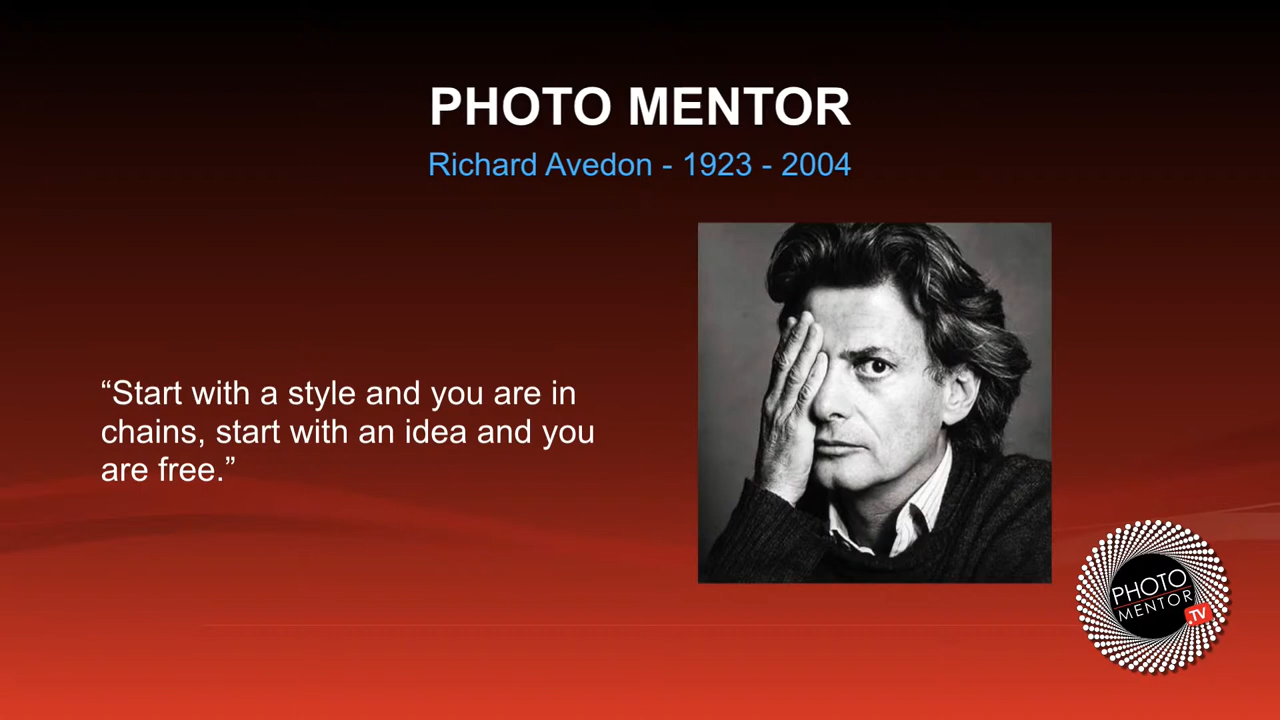 PHOTO MENTOR
Richard Avedon - 1923 - 2004
“Start with a style and you are in
chains, start with an idea and you
are free.”
PHOTO
MENTOR
.TV